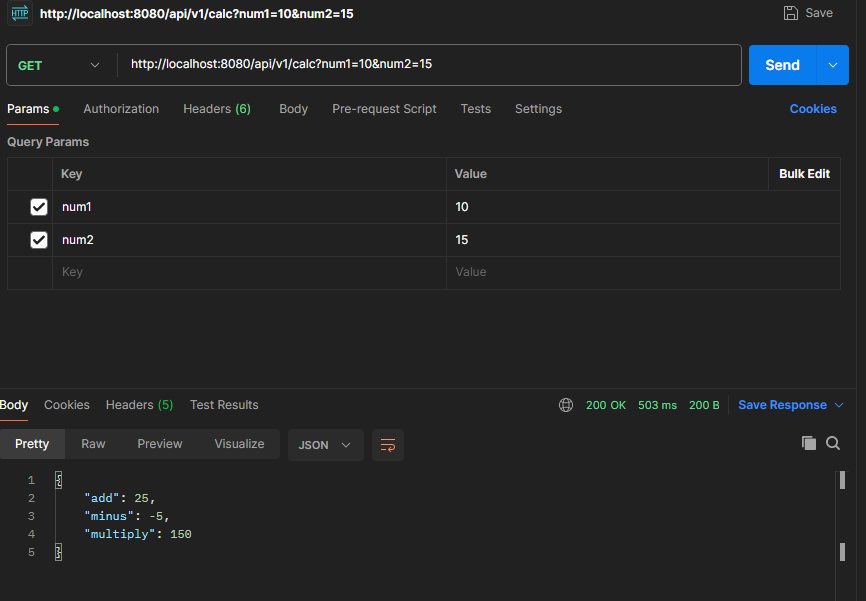 HTTP http://localhost:8080/api/v1/calc?num1=10&num2=15 Save
GET http://localhost:8080/api/v1/calc?num1=10&num2=15 Send
Params Authorization Headers (6) Body Pre-request Script Tests Settings Cookies
Query Params
Key Value Bulk Edit
num1 10
num2 15
Key Value
Body Cookies Headers (5) Test Results 200 OK 503 ms 200 B Save Response
Pretty Raw Preview Visualize JSON
1 {
2 "add": 25,
3 "minus": -5,
4 "multiply": 150
5 }